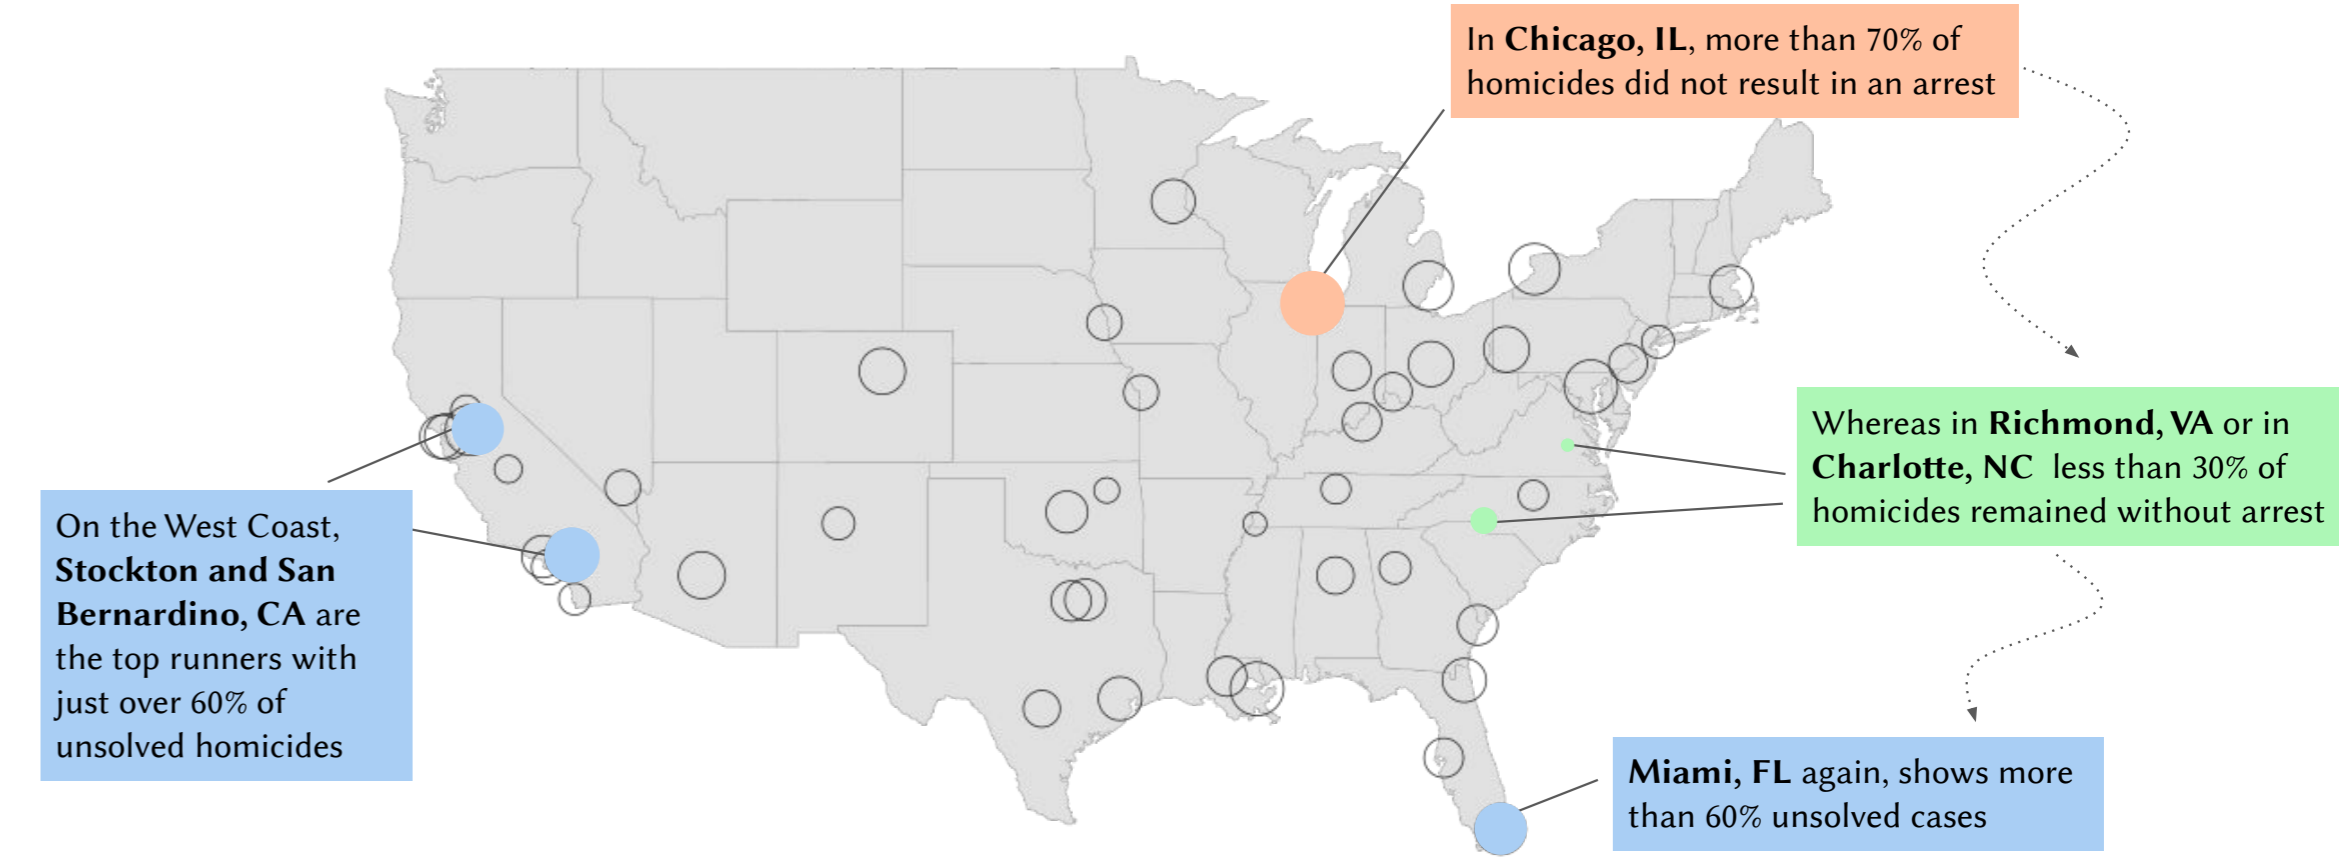 In Chicago, IL, more than 70% of
homicides did not result in an arrest
Whereas in Richmond, VA or in
Charlotte, NC less than 30% of
homicides remained without arrest
On the West Coast,
Stockton and San
Bernardino, CA are
the top runners with
just over 60% of
unsolved homicides
Miami, FL again, shows more
than 60% unsolved cases